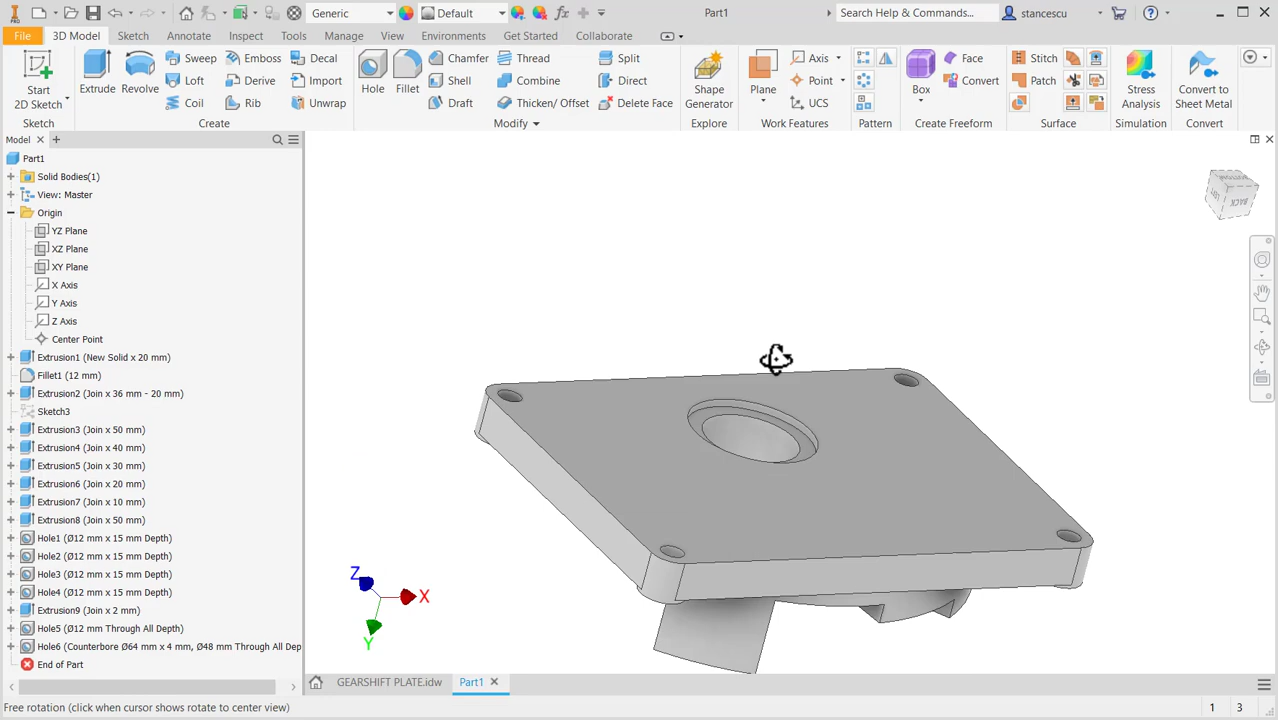 PRO
Generic
Default
fx
Part1
Search Help & Commands...
stancescu
File
3D Model
Sketch
Annotate
Inspect
Tools
Manage
View
Environments
Get Started
Collaborate
Start
2D Sketch
Extrude
Revolve
Sweep
Loft
Coil
Emboss
Derive
Rib
Decal
Import
Unwrap
Hole
Fillet
Chamfer
Shell
Draft
Thread
Combine
Thicken/ Offset
Split
Direct
Delete Face
Shape
Generator
Plane
Axis
Point
UCS
Box
Face
Convert
Stitch
Patch
Stress
Analysis
Convert to
Sheet Metal
Sketch
Create
Modify
Explore
Work Features
Pattern
Create Freeform
Surface
Simulation
Convert
Model
Part1
Solid Bodies(1)
View: Master
Origin
YZ Plane
XZ Plane
XY Plane
X Axis
Y Axis
Z Axis
Center Point
Extrusion1 (New Solid x 20 mm)
Fillet1 (12 mm)
Extrusion2 (Join x 36 mm - 20 mm)
Sketch3
Extrusion3 (Join x 50 mm)
Extrusion4 (Join x 40 mm)
Extrusion5 (Join x 30 mm)
Extrusion6 (Join x 20 mm)
Extrusion7 (Join x 10 mm)
Extrusion8 (Join x 50 mm)
Hole1 (Ø12 mm x 15 mm Depth)
Hole2 (Ø12 mm x 15 mm Depth)
Hole3 (Ø12 mm x 15 mm Depth)
Hole4 (Ø12 mm x 15 mm Depth)
Extrusion9 (Join x 2 mm)
Hole5 (Ø12 mm Through All Depth)
Hole6 (Counterbore Ø64 mm x 4 mm, Ø48 mm Through All Dep
End of Part
BACK
Z
X
Y
GEARSHIFT PLATE.idw
Part1
Free rotation (click when cursor shows rotate to center view)
1
3